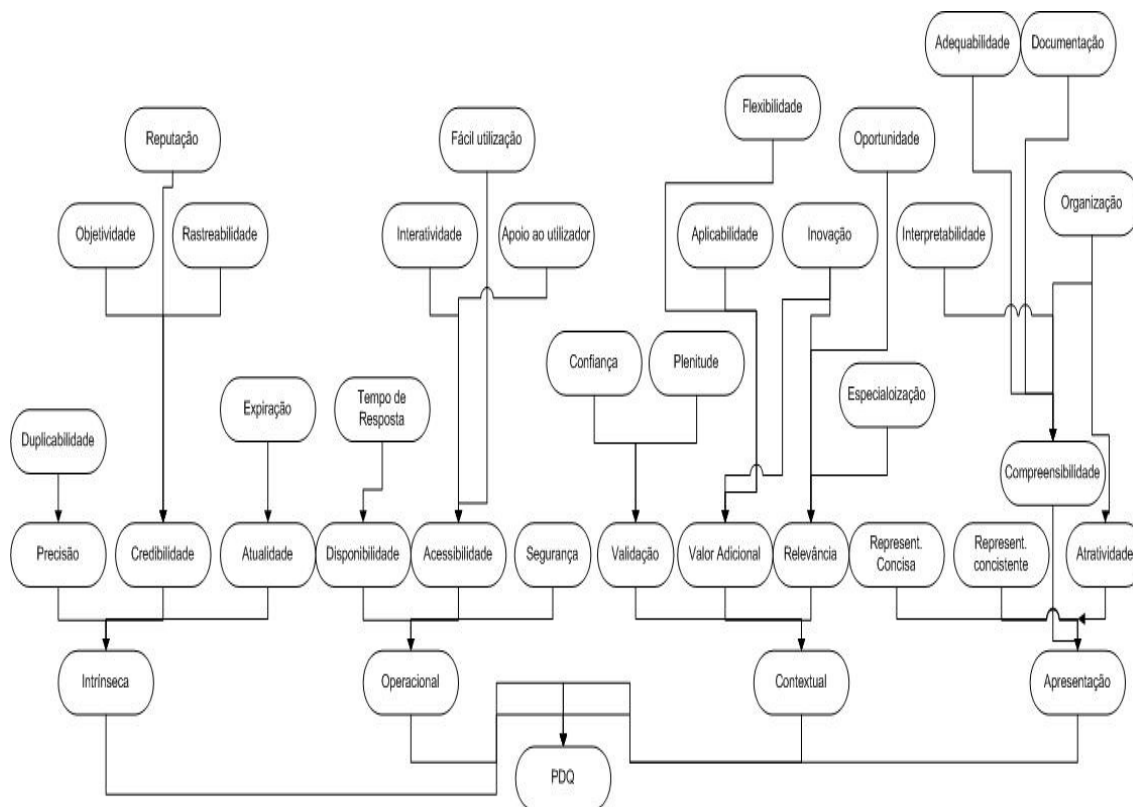 Adequabilidade
Documentação
Flexibilidade
Reputação
Fácil utilização
Oportunidade
Organização
Objetividade
Rastreabilidade
Interatividade
Apoio ao utilizador
Aplicabilidade
Inovação
Interpretabilidade
Confiança
Plenitude
Especialoização
Expiração
Tempo de
Resposta
Duplicabilidade
Compreensibilidade
Precisão
Credibilidade
Atualidade
Disponibilidade
Acessibilidade
Segurança
Validação
Valor Adicional
Relevância
Represent.
Concisa
Represent.
concistente
Atratividade
Intrínseca
Operacional
Contextual
Apresentação
PDQ